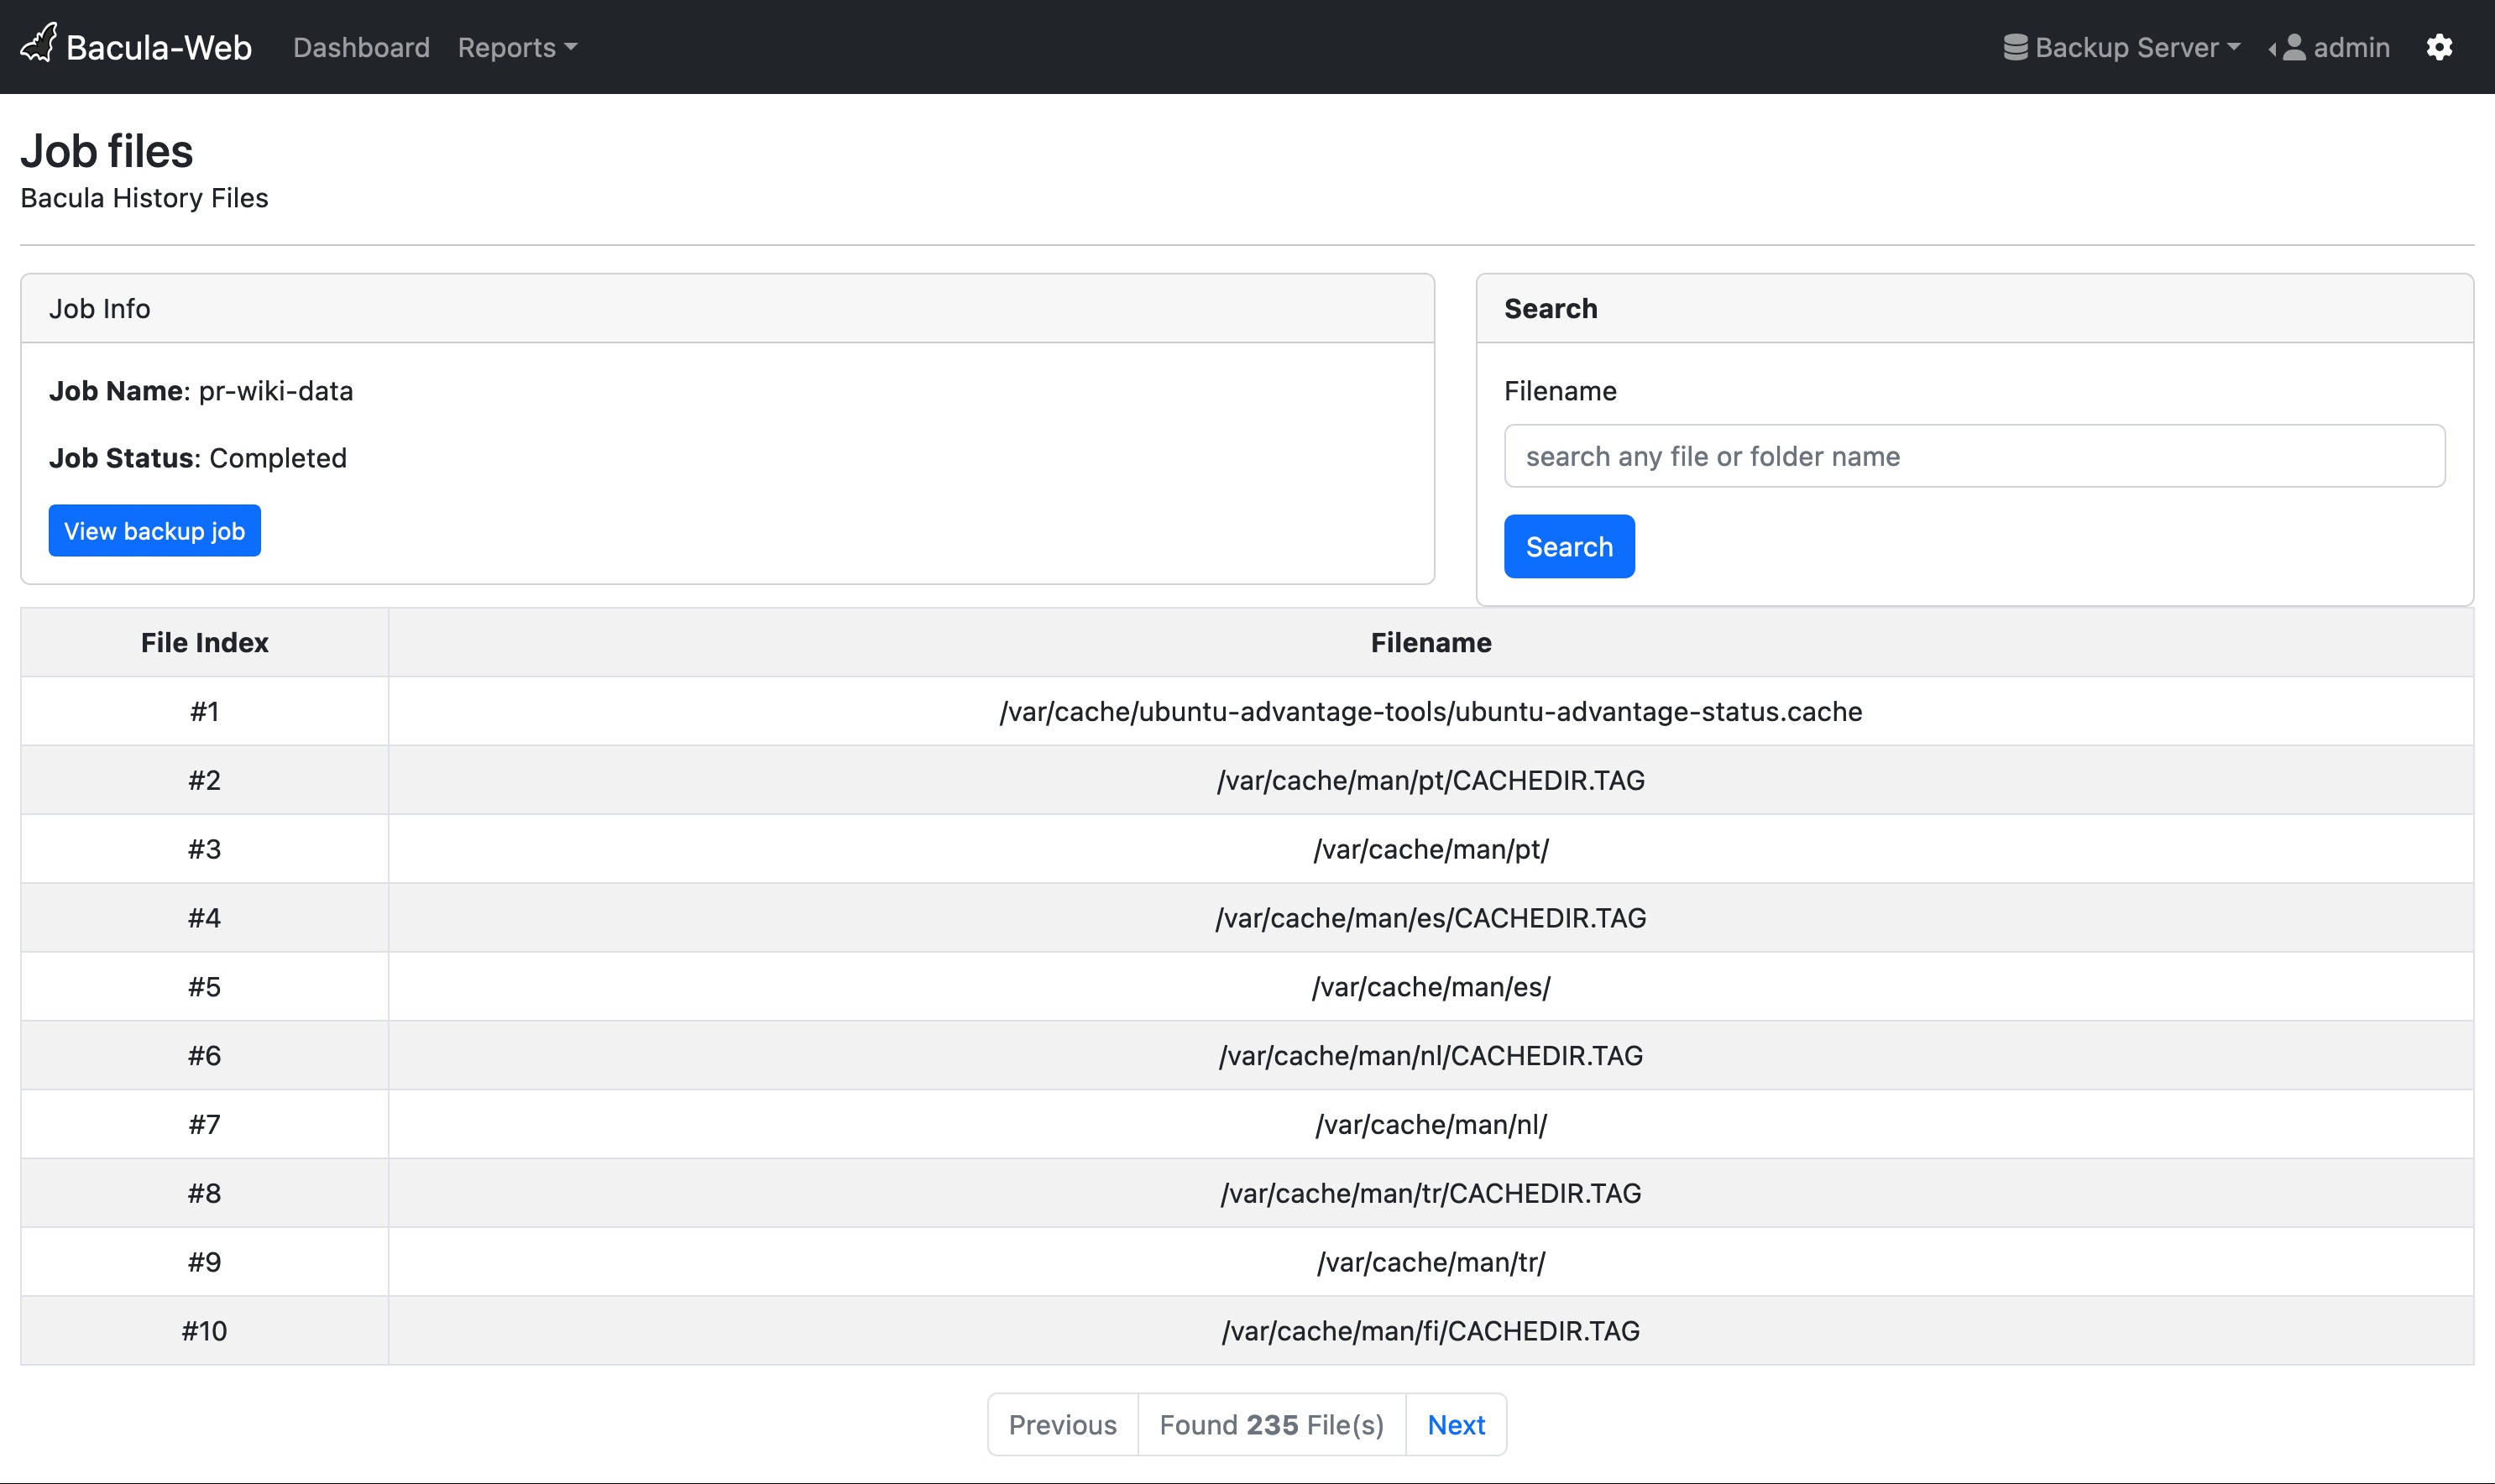 Bacula-Web Dashboard Reports Backup Server admin
Job files
Bacula History Files
Job Info
Job Name: pr-wiki-data
Job Status: Completed
View backup job
Search
Filename
search any file or folder name
Search
File Index Filename
#1 /var/cache/ubuntu-advantage-tools/ubuntu-advantage-status.cache
#2 /var/cache/man/pt/CACHEDIR.TAG
#3 /var/cache/man/pt/
#4 /var/cache/man/es/CACHEDIR.TAG
#5 /var/cache/man/es/
#6 /var/cache/man/nl/CACHEDIR.TAG
#7 /var/cache/man/nl/
#8 /var/cache/man/tr/CACHEDIR.TAG
#9 /var/cache/man/tr/
#10 /var/cache/man/fi/CACHEDIR.TAG
Previous Found 235 File(s) Next